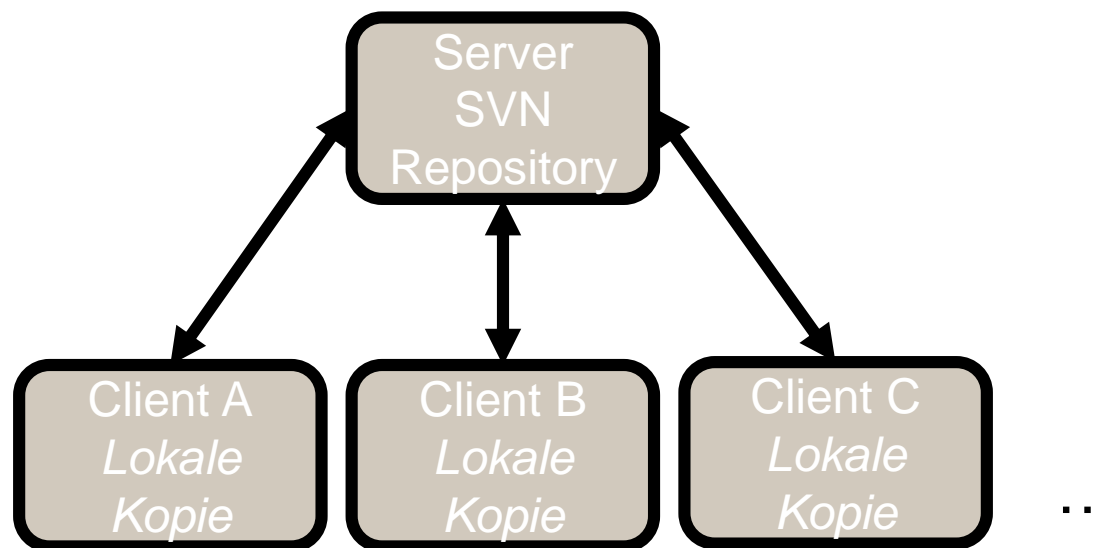 Server
SVN
Repository
Client A
Lokale
Kopie
Client B
Lokale
Kopie
Client C
Lokale
Kopie
..